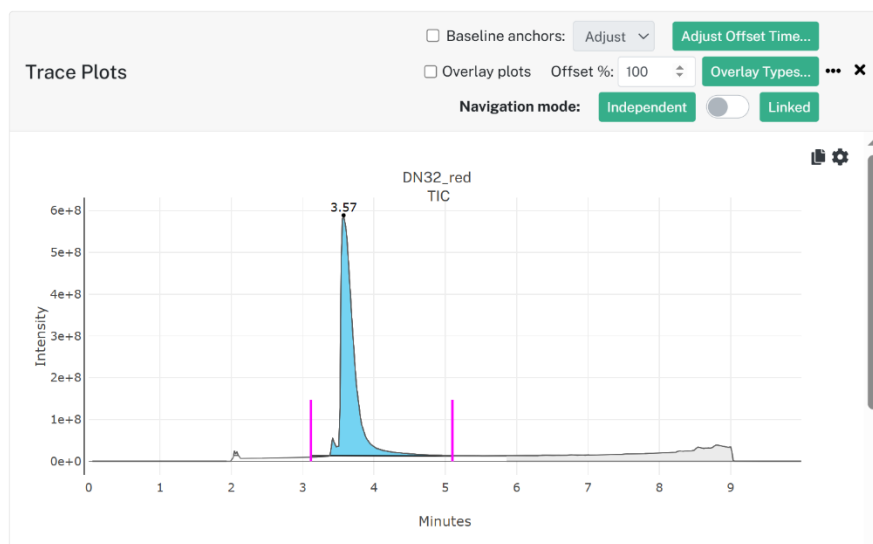 Baseline anchors: Adjust Adjust Offset Time...
Trace Plots
Overlay plots Offset %: 100 Overlay Types...
Navigation mode: Independent Linked
DN32_red
TIC
3.57
6e+8
5e+8
4e+8
3e+8
2e+8
1e+8
0e+0
Intensity
0 1 2 3 4 5 6 7 8 9
Minutes